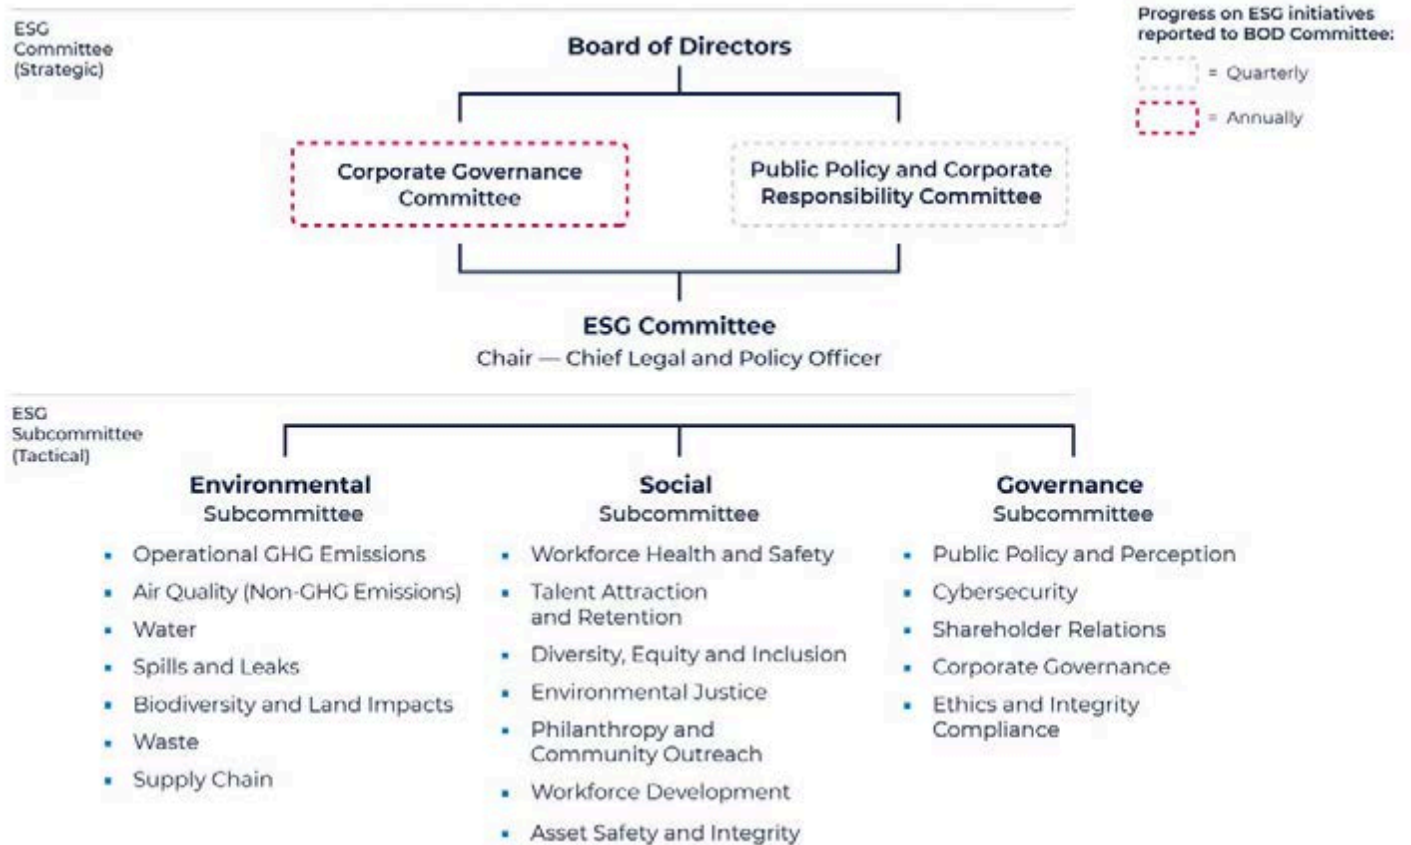 ESG
Committee
(Strategic)
Board of Directors
Progress on ESG initiatives
reported to BOD Committee:
= Quarterly
= Annually
Corporate Governance
Committee
Public Policy and Corporate
Responsibility Committee
ESG Committee
Chair — Chief Legal and Policy Officer
ESG
Subcommittee
(Tactical)
Environmental
Subcommittee
▪ Operational GHG Emissions
▪ Air Quality (Non-GHG Emissions)
▪ Water
▪ Spills and Leaks
▪ Biodiversity and Land Impacts
▪ Waste
▪ Supply Chain
Social
Subcommittee
▪ Workforce Health and Safety
▪ Talent Attraction
and Retention
▪ Diversity, Equity and Inclusion
▪ Environmental Justice
▪ Philanthropy and
Community Outreach
▪ Workforce Development
▪ Asset Safety and Integrity
Governance
Subcommittee
▪ Public Policy and Perception
▪ Cybersecurity
▪ Shareholder Relations
▪ Corporate Governance
▪ Ethics and Integrity
Compliance